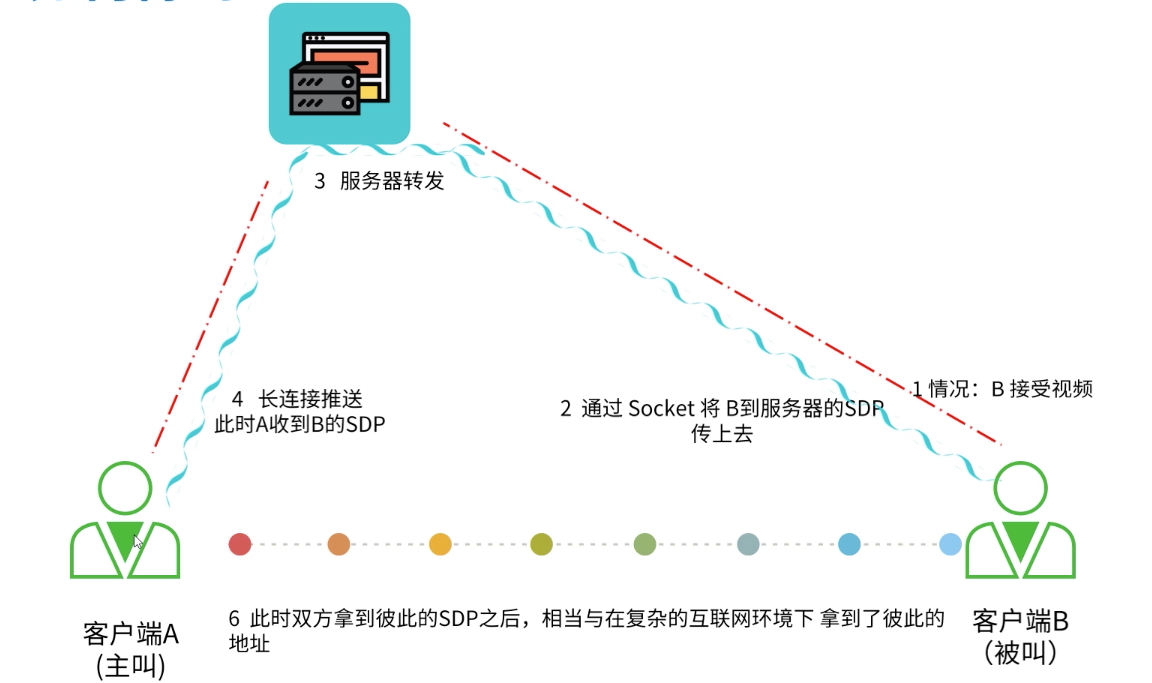 3 服务器转发
1 情况：B 接受视频
4 长连接推送
此时A收到B的SDP
2 通过 Socket 将 B到服务器的SDP
传上去
6 此时双方拿到彼此的SDP之后，相当与在复杂的互联网环境下 拿到了彼此的
地址
客户端A
(主叫)
客户端B
（被叫）